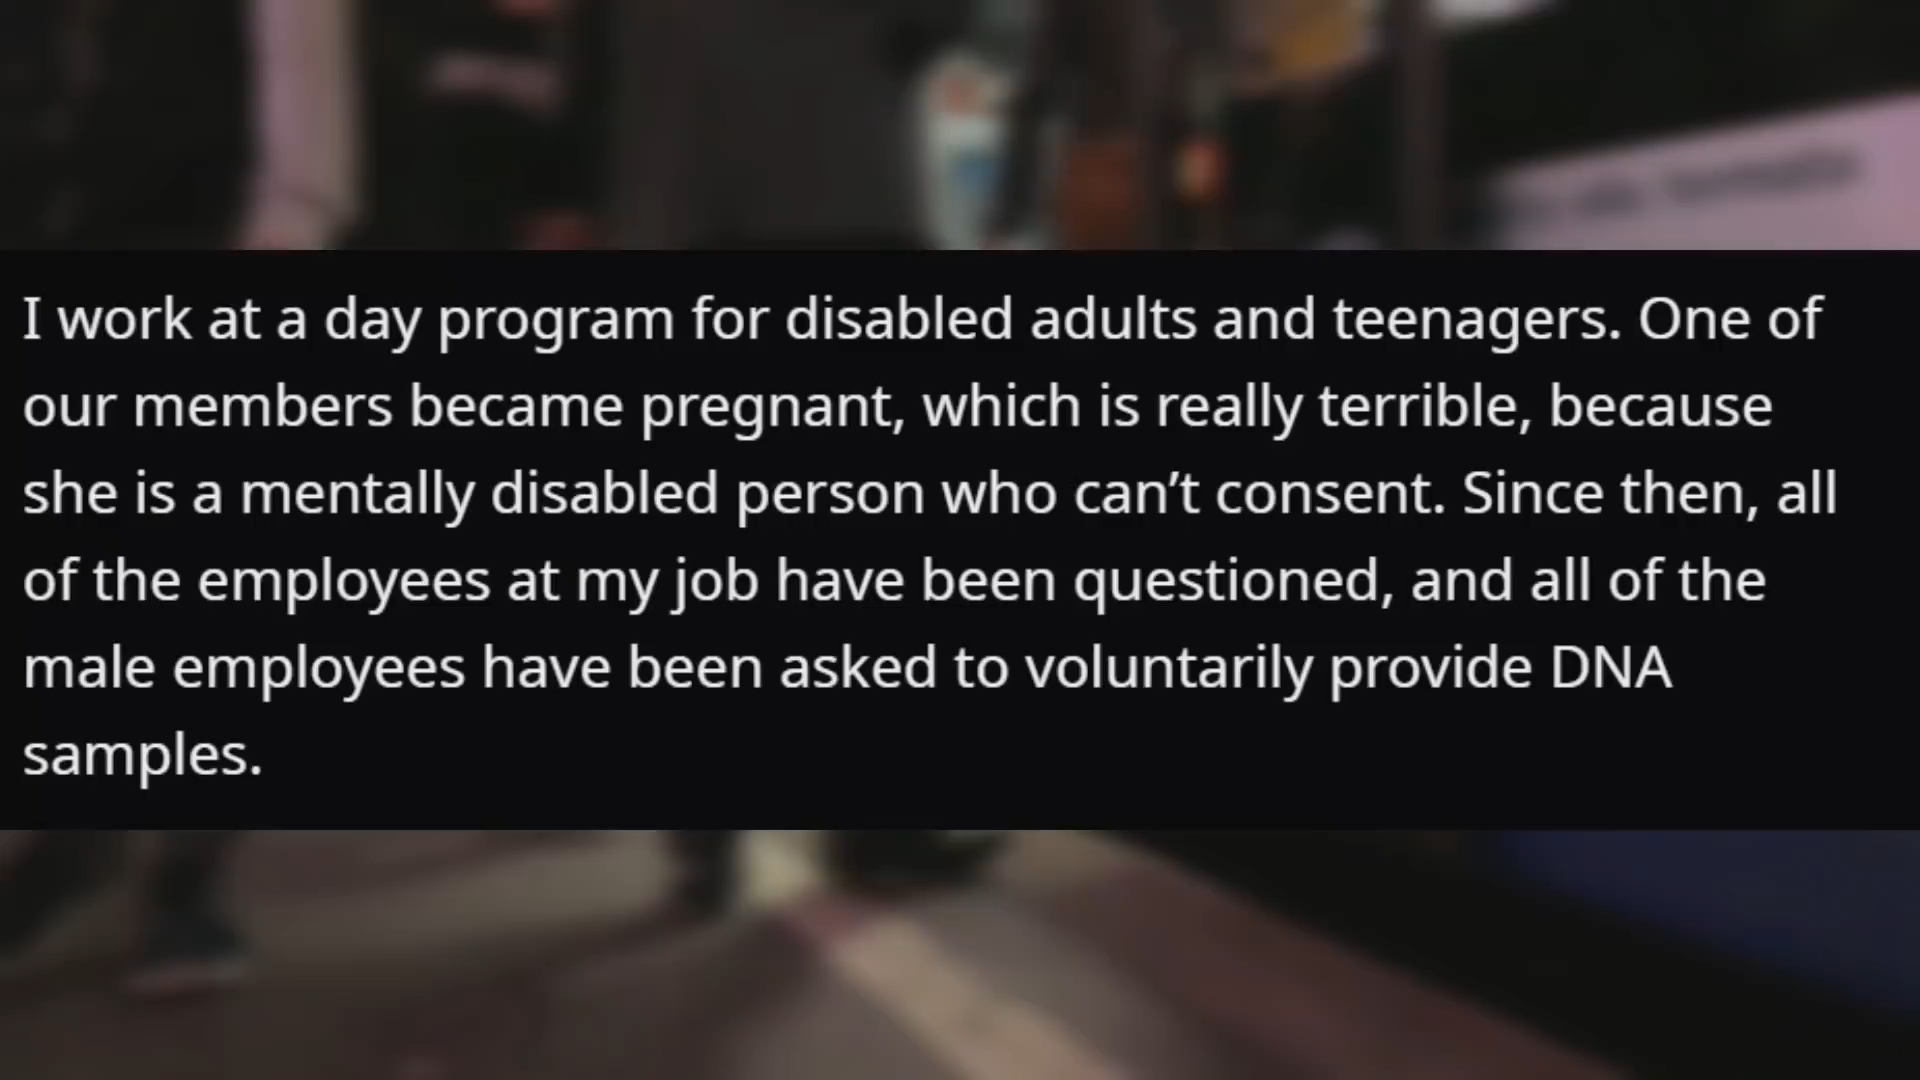 I work at a day program for disabled adults and teenagers. One of
our members became pregnant, which is really terrible, because
she is a mentally disabled person who can’t consent. Since then, all
of the employees at my job have been questioned, and all of the
male employees have been asked to voluntarily provide DNA
samples.